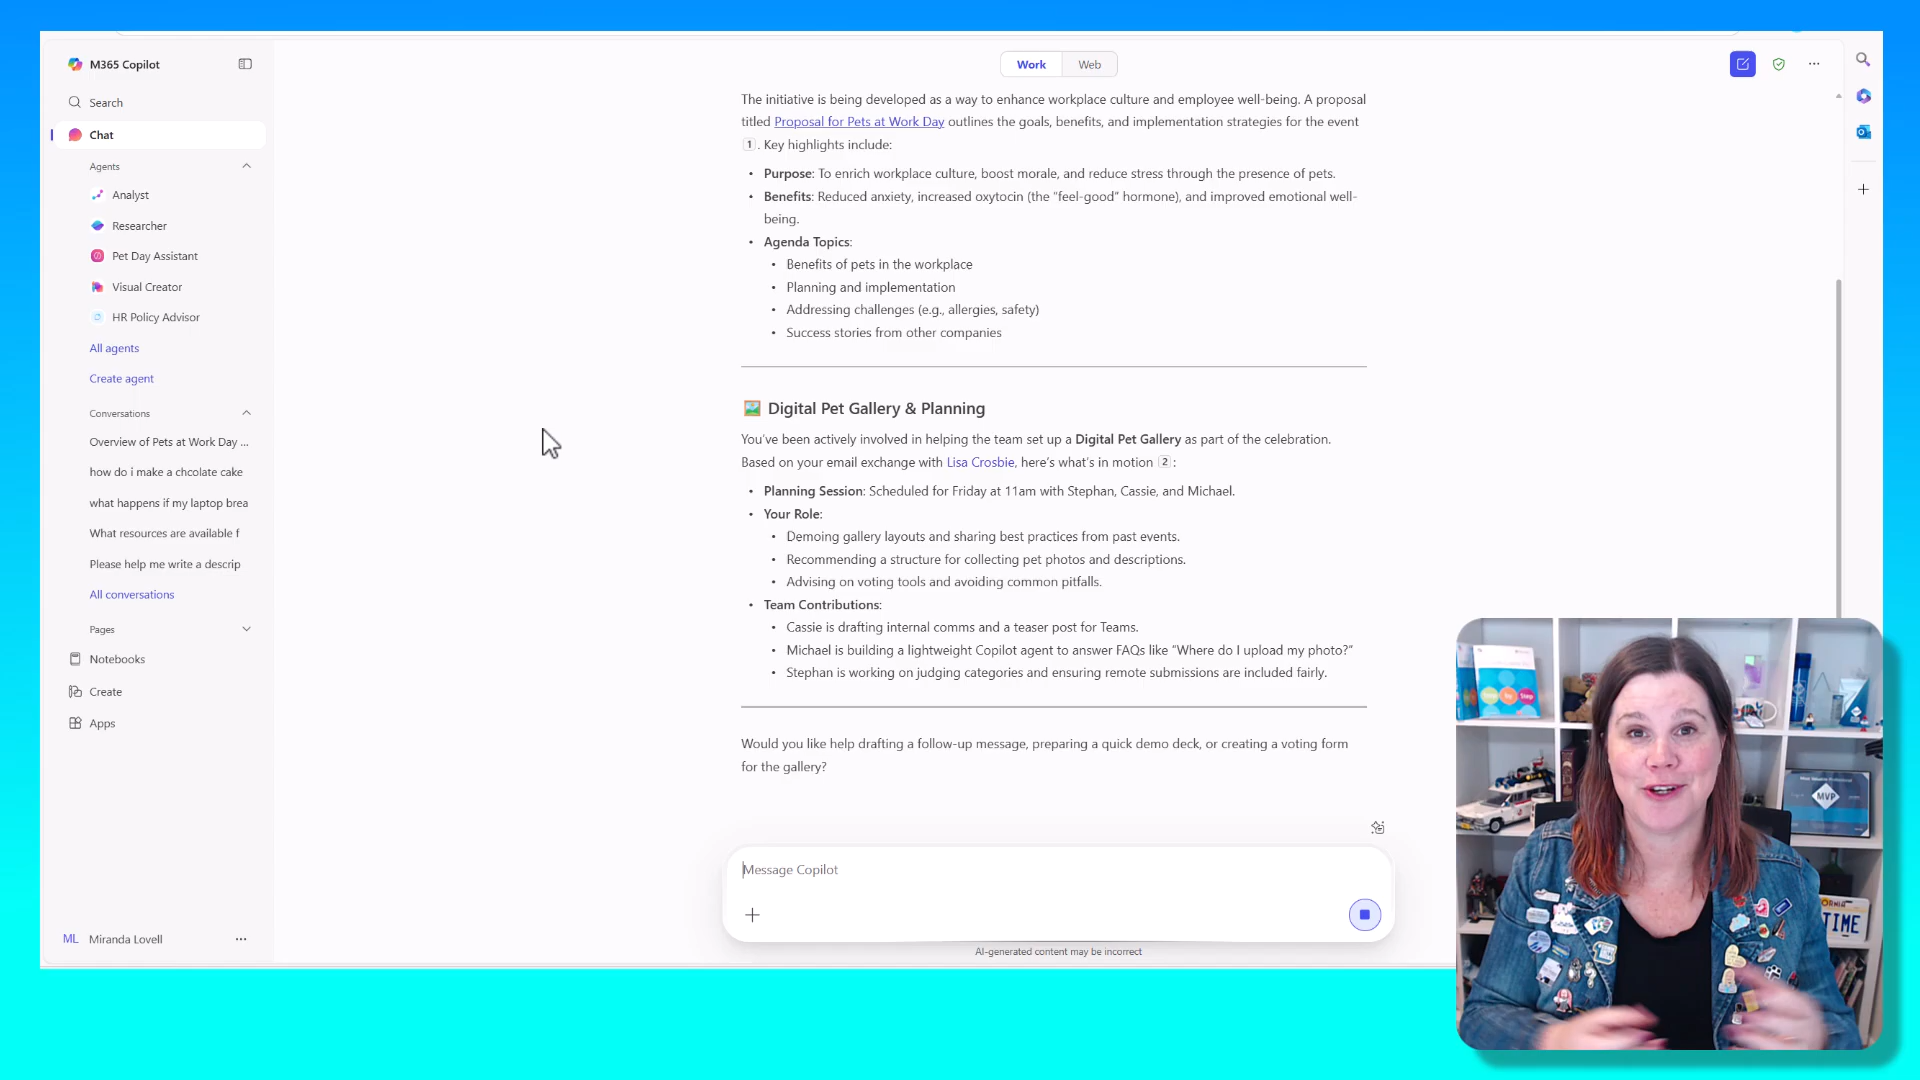 M365 Copilot
Search
Chat
Agents
Analyst
Researcher
Pet Day Assistant
Visual Creator
HR Policy Advisor
All agents
Create agent
Conversations
Overview of Pets at Work Day ...
how do i make a chcolate cake
what happens if my laptop brea
What resources are available f
Please help me write a descrip
All conversations
Pages
Notebooks
Create
Apps
ML Miranda Lovell
Work Web
The initiative is being developed as a way to enhance workplace culture and employee well-being. A proposal
titled Proposal for Pets at Work Day outlines the goals, benefits, and implementation strategies for the event
1 . Key highlights include:
• Purpose: To enrich workplace culture, boost morale, and reduce stress through the presence of pets.
• Benefits: Reduced anxiety, increased oxytocin (the “feel-good” hormone), and improved emotional well-
being.
• Agenda Topics:
• Benefits of pets in the workplace
• Planning and implementation
• Addressing challenges (e.g., allergies, safety)
• Success stories from other companies
Digital Pet Gallery & Planning
You’ve been actively involved in helping the team set up a Digital Pet Gallery as part of the celebration.
Based on your email exchange with Lisa Crosbie, here’s what’s in motion 2 :
• Planning Session: Scheduled for Friday at 11am with Stephan, Cassie, and Michael.
• Your Role:
• Demoing gallery layouts and sharing best practices from past events.
• Recommending a structure for collecting pet photos and descriptions.
• Advising on voting tools and avoiding common pitfalls.
• Team Contributions:
• Cassie is drafting internal comms and a teaser post for Teams.
• Michael is building a lightweight Copilot agent to answer FAQs like “Where do I upload my photo?”
• Stephan is working on judging categories and ensuring remote submissions are included fairly.
Would you like help drafting a follow-up message, preparing a quick demo deck, or creating a voting form
for the gallery?
Message Copilot
AI-generated content may be incorrect
MVP
TIME